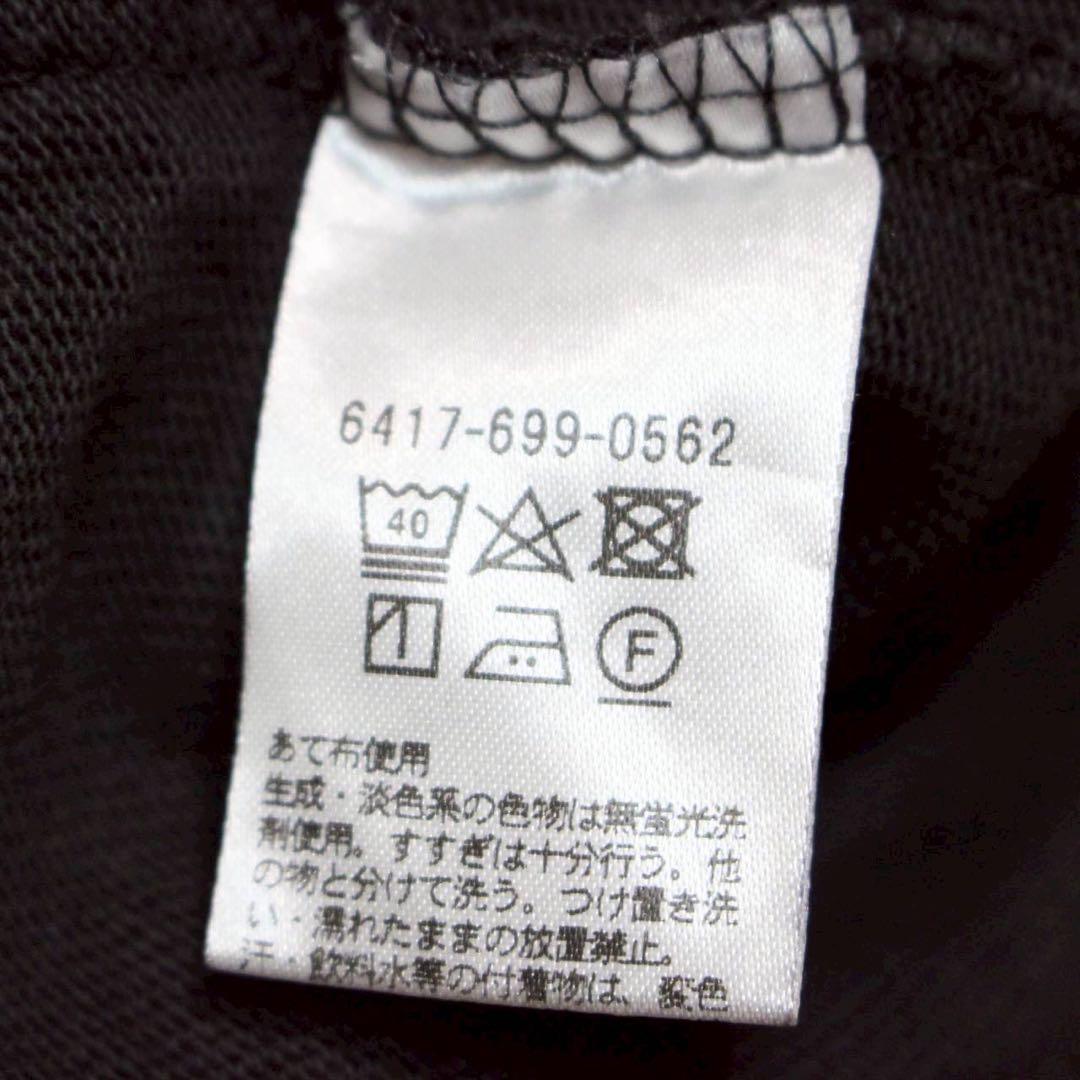 6417-699-0562
40
F
あて布使用
生成・淡色系の色物は無蛍光洗
剤使用。すすぎは十分行う。他
の物と分けて洗う。つけ置き洗
い・濡れたままの放置禁止。
汗・飲料水等の付着物は、変色